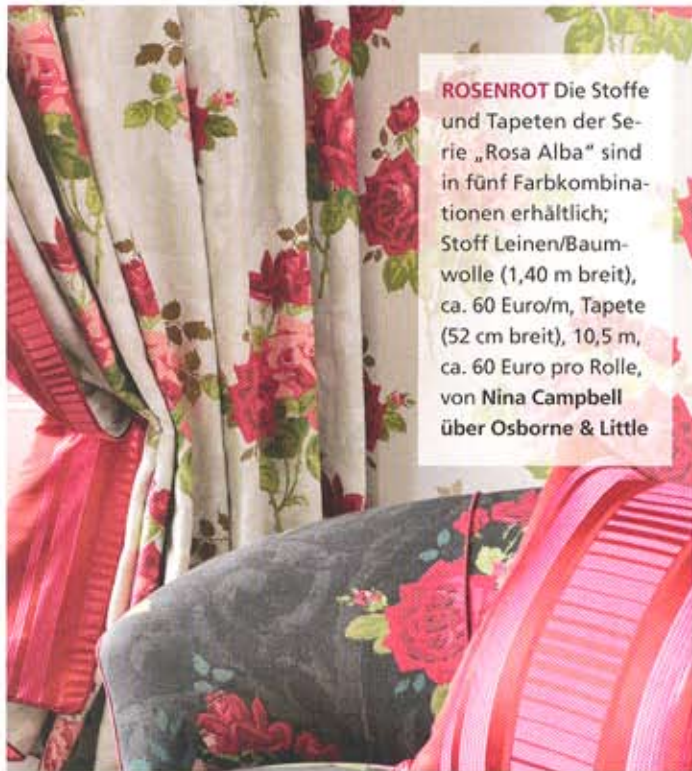 ROSENROT Die Stoffe
und Tapeten der Se-
rie „Rosa Alba“ sind
in fünf Farbkombina-
tionen erhältlich;
Stoff Leinen/Baum-
wolle (1,40 m breit),
ca. 60 Euro/m, Tapete
(52 cm breit), 10,5 m,
ca. 60 Euro pro Rolle,
von Nina Campbell
über Osborne & Little